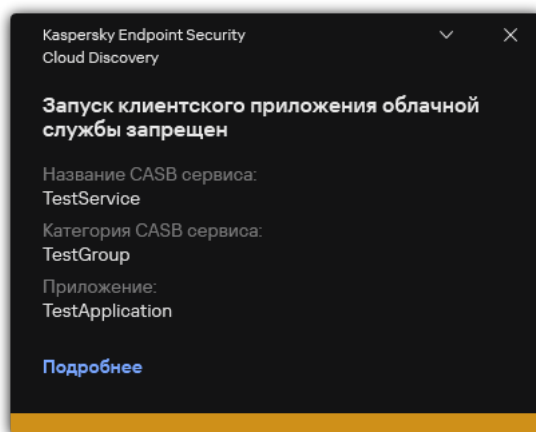 Kaspersky Endpoint Security
Cloud Discovery
Запуск клиентского приложения облачной
службы запрещен
Название CASB сервиса:
TestService
Категория CASB сервиса:
TestGroup
Приложение:
TestApplication
Подробнее